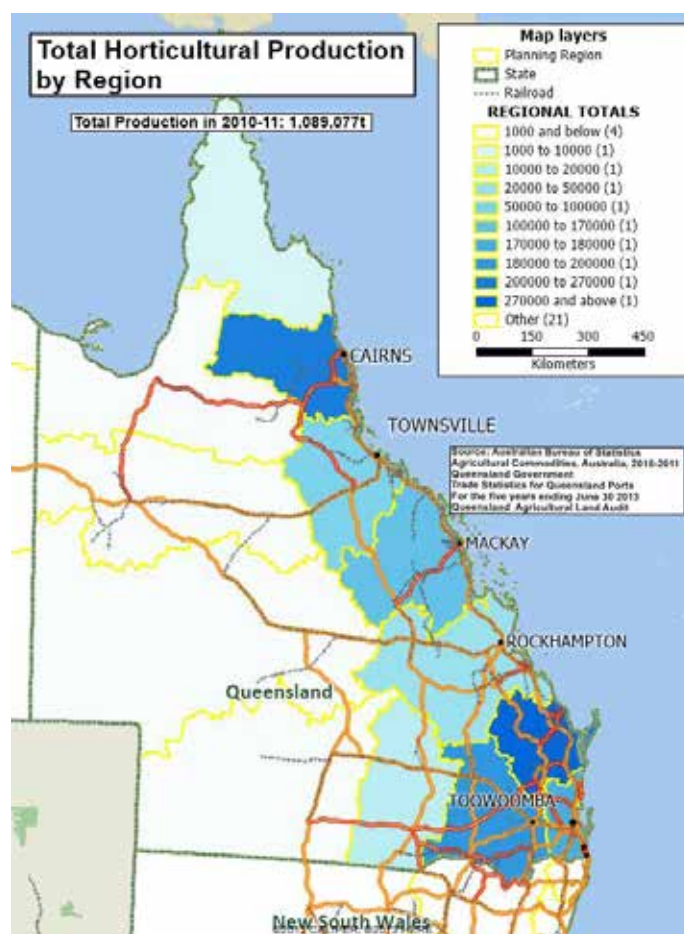 Total Horticultural Production
by Region
Total Production in 2010-11: 1,089,077t
Map layers
Planning Region
State
Railroad
REGIONAL TOTALS
1000 and below (4)
1000 to 10000 (1)
10000 to 20000 (1)
20000 to 50000 (1)
50000 to 100000 (1)
100000 to 170000 (1)
170000 to 180000 (1)
180000 to 200000 (1)
200000 to 270000 (1)
270000 and above (1)
Other (21)
0 150 300 450
Kilometers
CAIRNS
TOWNSVILLE
Source: Australian Bureau of Statistics
Agricultural Commodities, Australia, 2010-2011
Queensland Government
Trade Statistics for Queensland Ports
For the five years ending June 30 2013
Queensland Agricultural Land Audit
MACKAY
ROCKHAMPTON
Queensland
TOOWOOMBA
New South Wales